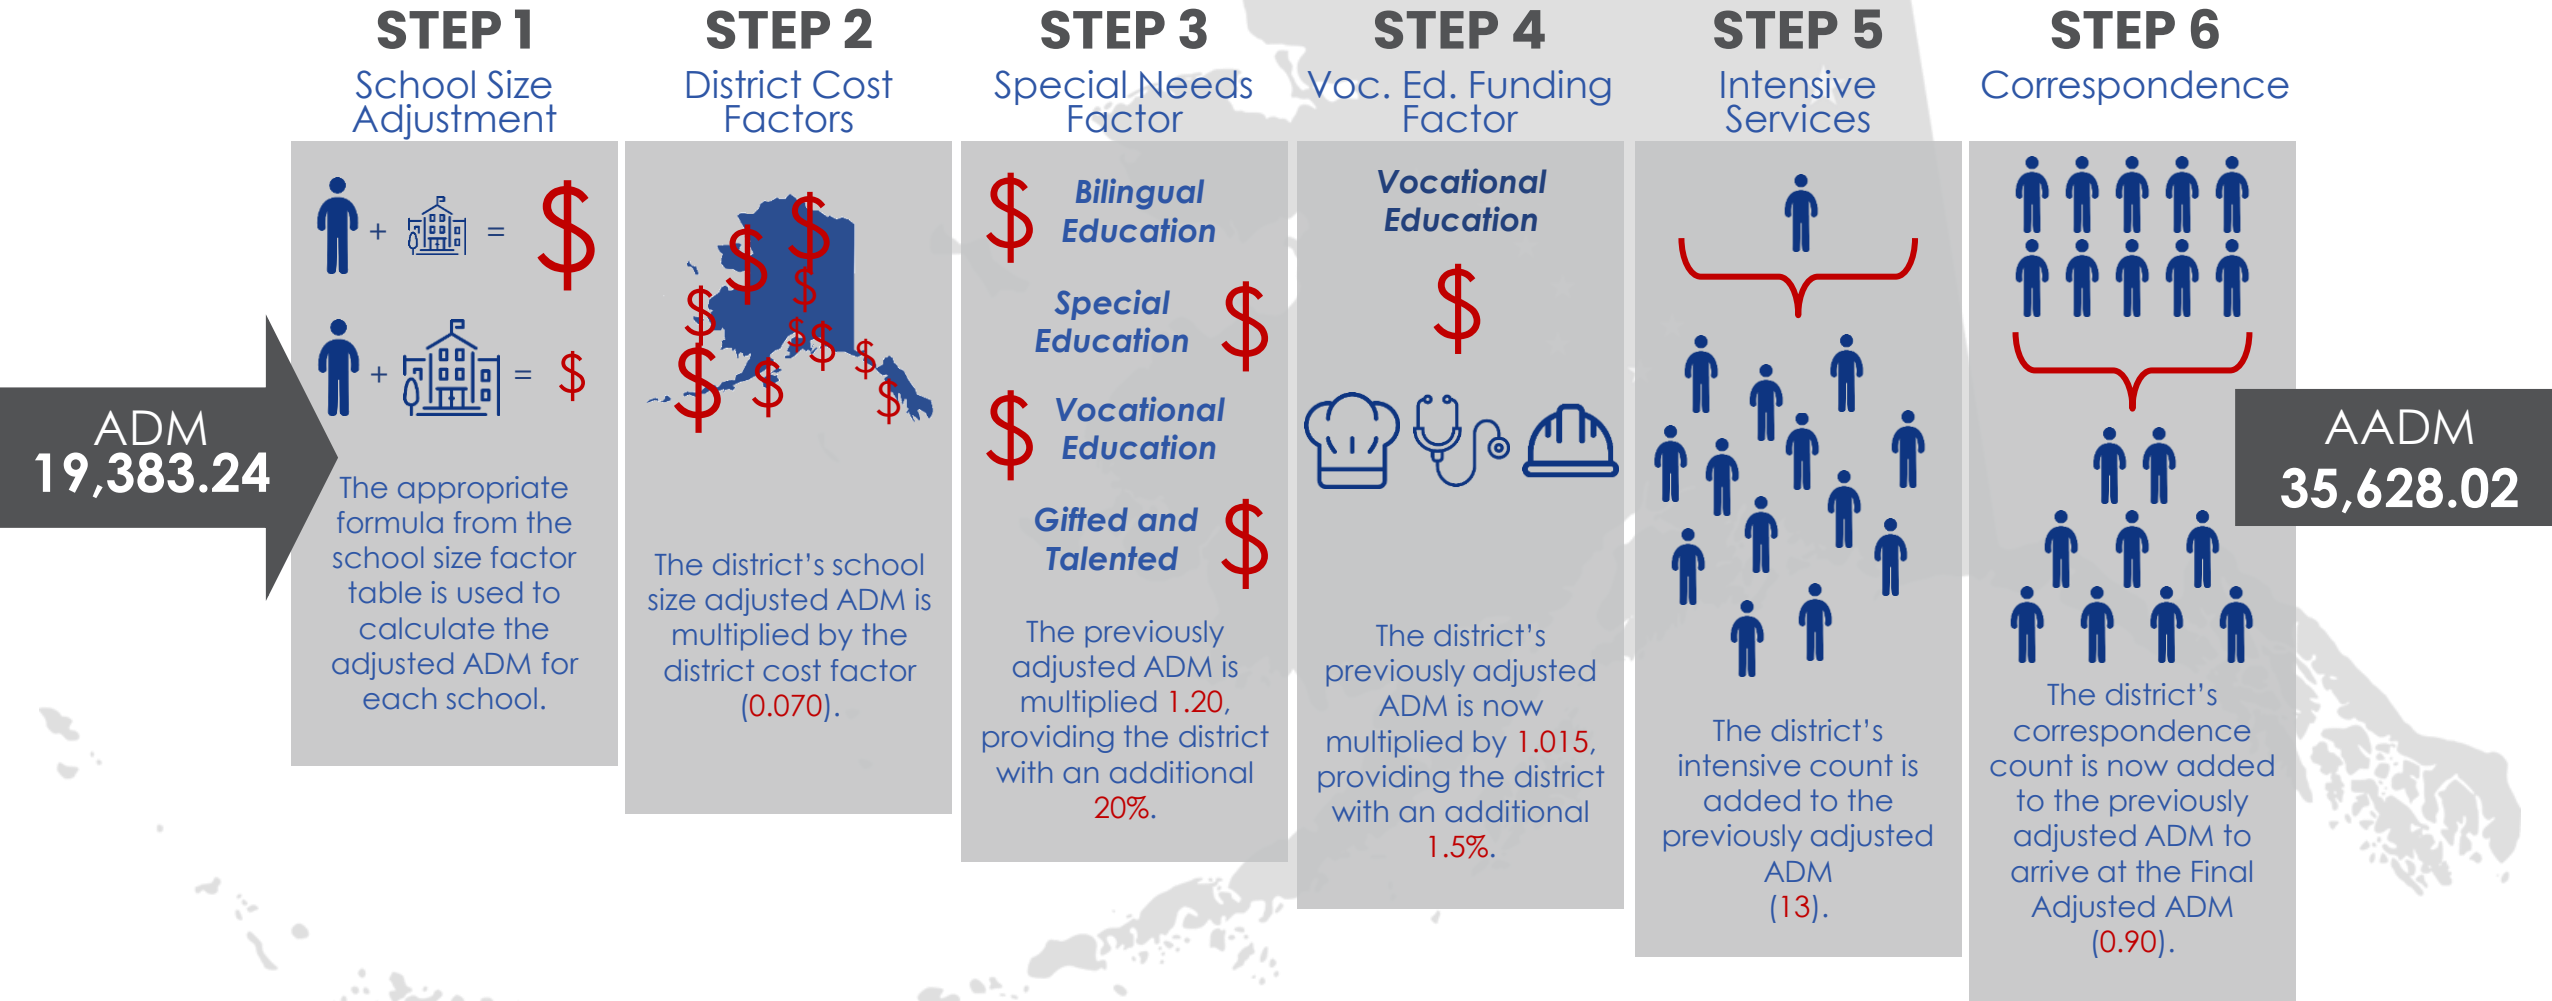 ADM
19,383.24
STEP 1
School Size
Adjustment
+
=
$
+
=
$
The appropriate
formula from the
school size factor
table is used to
calculate the
adjusted ADM for
each school.
STEP 2
District Cost
Factors
$ $ $ $ $ $ $ $ $ $
The district’s school
size adjusted ADM is
multiplied by the
district cost factor
(0.070).
STEP 3
Special Needs
Factor
$ Bilingual
Education
Special $
Education
$ Vocational
Education
Gifted and $
Talented
The previously
adjusted ADM is
multiplied 1.20,
providing the district
with an additional
20%.
STEP 4
Voc. Ed. Funding
Factor
Vocational
Education
$
The district’s
previously adjusted
ADM is now
multiplied by 1.015,
providing the district
with an additional
1.5%.
STEP 5
Intensive
Services
The district’s
intensive count is
added to the
previously adjusted
ADM
(13).
STEP 6
Correspondence
The district’s
correspondence
count is now added
to the previously
adjusted ADM to
arrive at the Final
Adjusted ADM
(0.90).
AADM
35,628.02